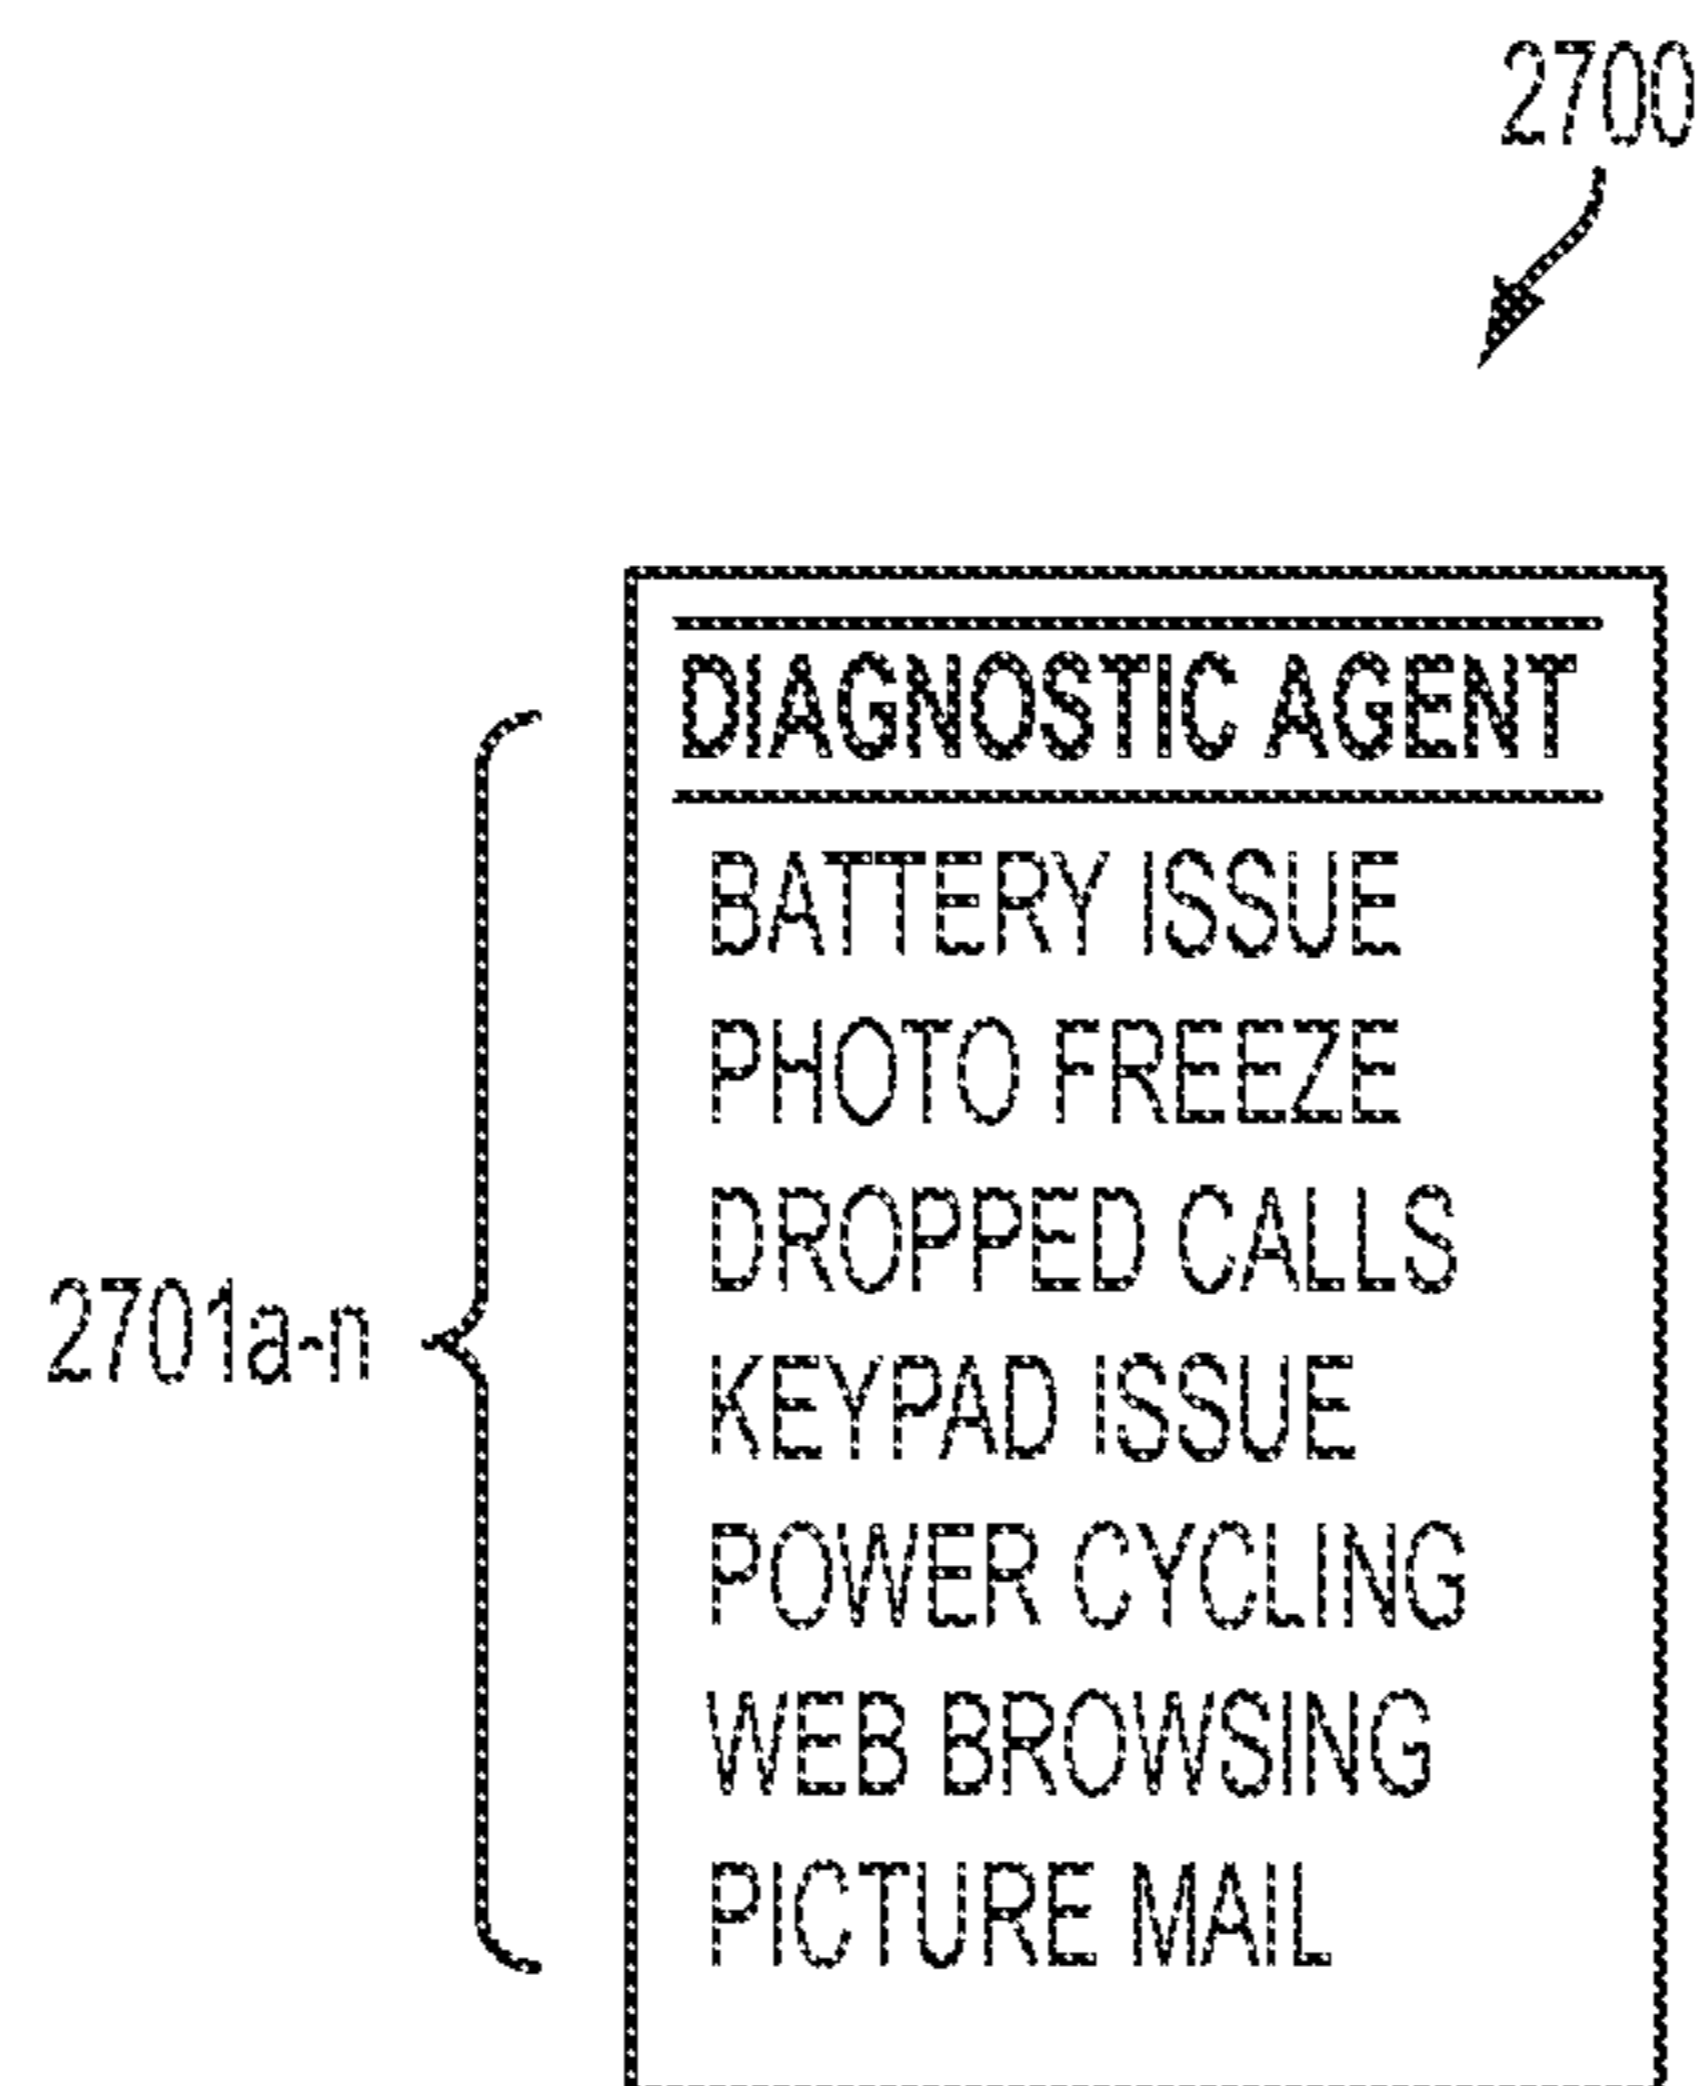 2700
DIAGNOSTIC AGENT
BATTERY ISSUE
PHOTO FREEZE
DROPPED CALLS
2701a-n
KEYPAD ISSUE
POWER CYCLING
WEB BROWSING
PICTURE MAIL